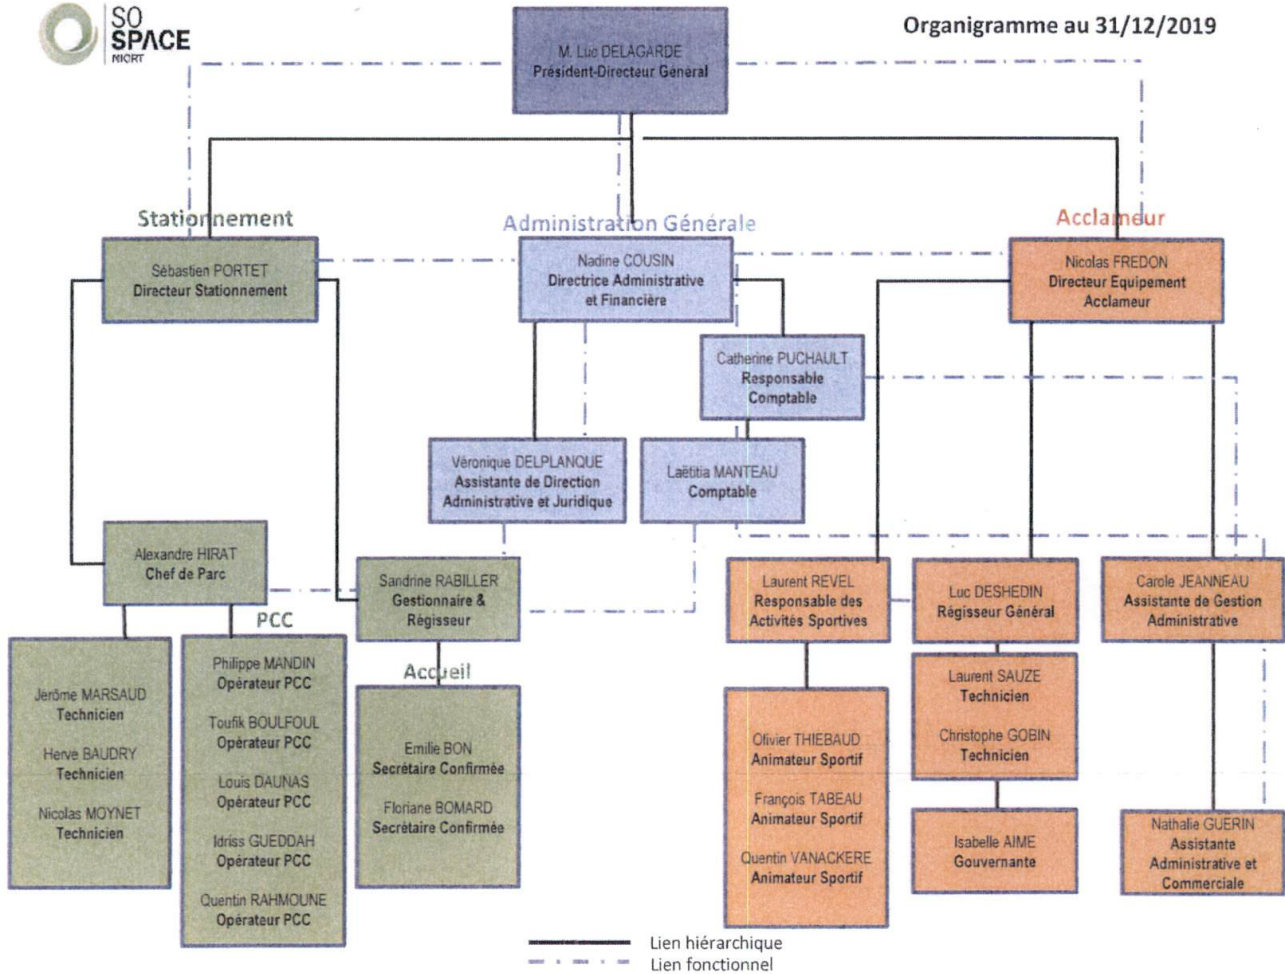 SO
SPACE
NIORT
Organigramme au 31/12/2019
M. Luc DELAGARDE
Président-Directeur Général
Stationnement
Sébastien PORTET
Directeur Stationnement
Administration Générale
Nadine COUSIN
Directrice Administrative
et Financière
Acclameur
Nicolas FREDON
Directeur Equipement
Acclameur
Catherine PUCHAULT
Responsable
Comptable
Véronique DELPLANQUE
Assistante de Direction
Administrative et Juridique
Laëtitia MANTEAU
Comptable
Alexandre HIRAT
Chef de Parc
Sandrine RABILLER
Gestionnaire &
Régisseur
Laurent REVEL
Responsable des
Activités Sportives
Luc DESHEDIN
Régisseur Général
Carole JEANNEAU
Assistante de Gestion
Administrative
Jerôme MARSAUD
Technicien
Herve BAUDRY
Technicien
Nicolas MOYNET
Technicien
PCC
Philippe MANDIN
Opérateur PCC
Toufik BOULFOUL
Opérateur PCC
Louis DAUNAS
Opérateur PCC
Idriss GUEDDAH
Opérateur PCC
Quentin RAHMOUNE
Opérateur PCC
Accueil
Emilie BON
Secrétaire Confirmée
Floriane BOMARD
Secrétaire Confirmée
Olivier THIEBAUD
Animateur Sportif
François TABEAU
Animateur Sportif
Quentin VANACKERE
Animateur Sportif
Laurent SAUZE
Technicien
Christophe GOBIN
Technicien
Isabelle AIME
Gouvernante
Nathalie GUERIN
Assistante
Administrative et
Commerciale
Lien hiérarchique
Lien fonctionnel